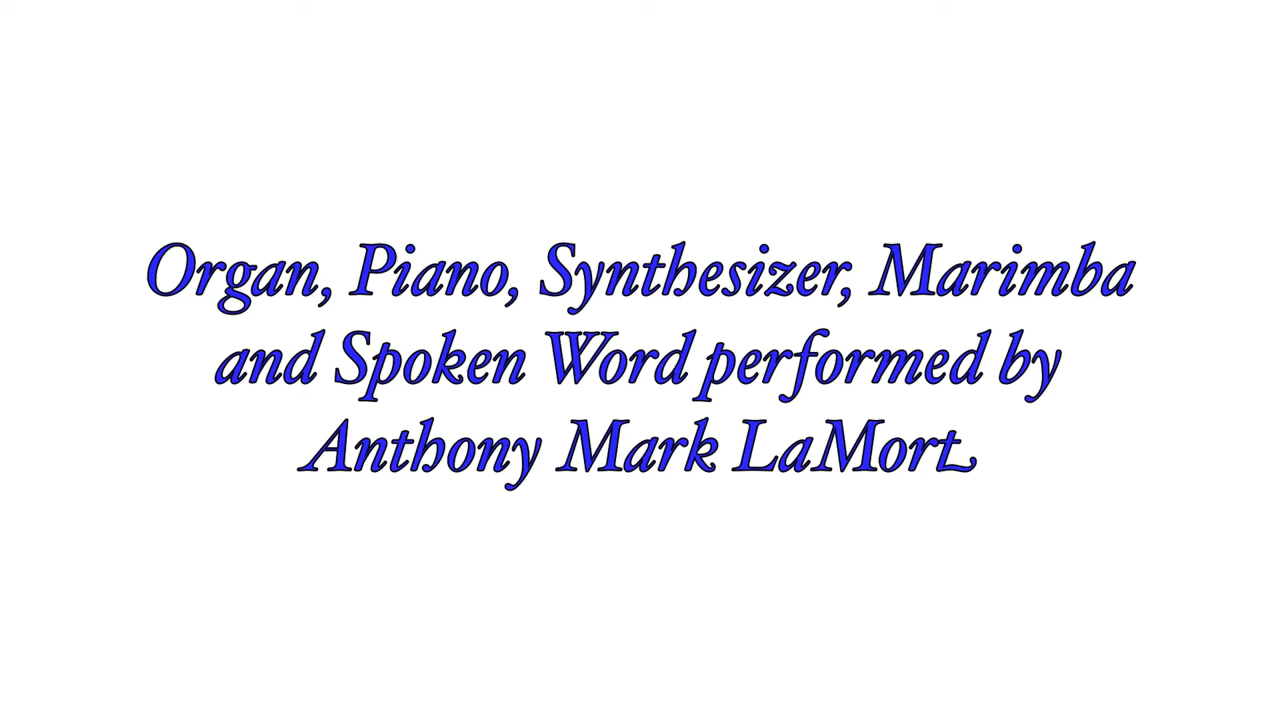 Organ, Piano, Synthesizer, Marimba
and Spoken Word performed by
Anthony Mark LaMort